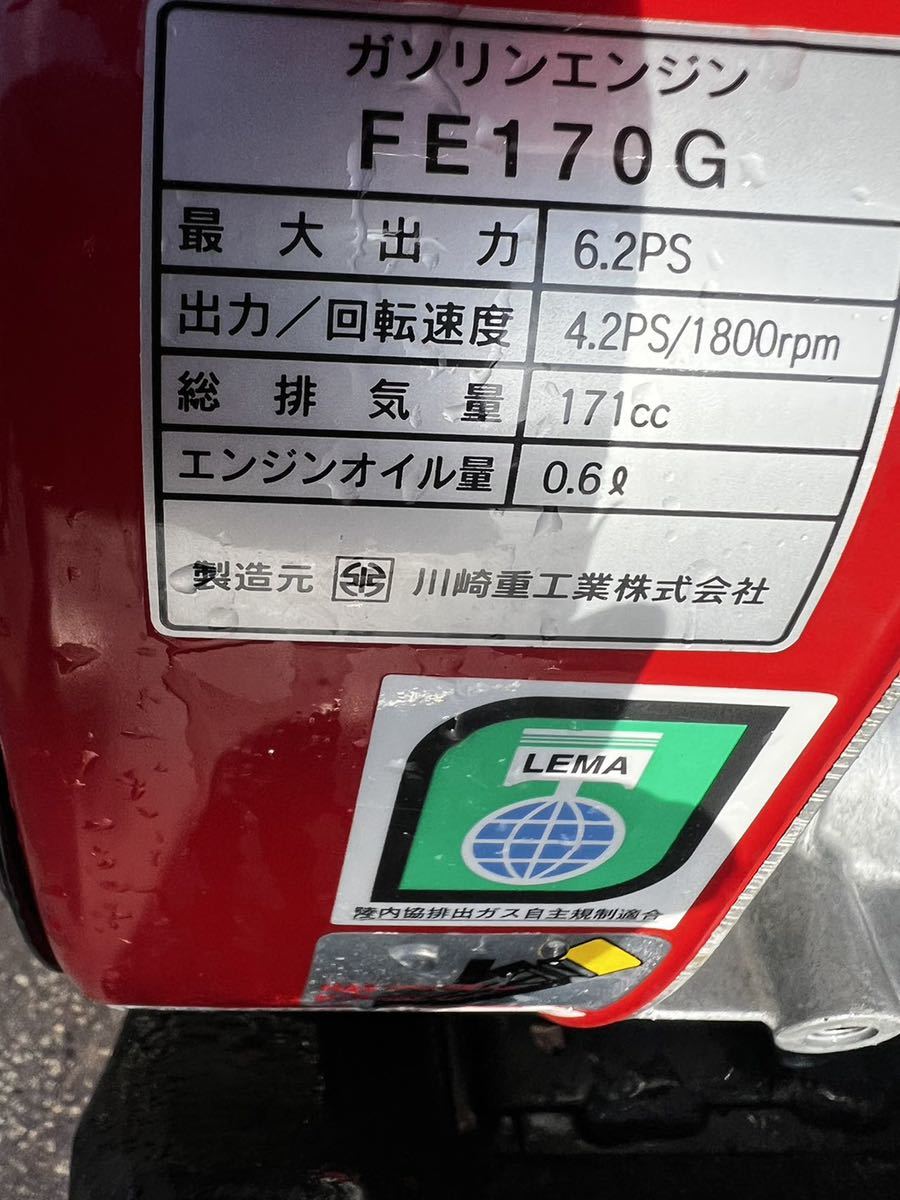 ガソリンエンジン
FE170G
最大出力 6.2PS
出力／回転速度 4.2PS/1800rpm
総排気量 171cc
エンジンオイル量 0.6ℓ
製造元 川崎重工業株式会社
LEMA
陸内協排出ガス自主規制適合